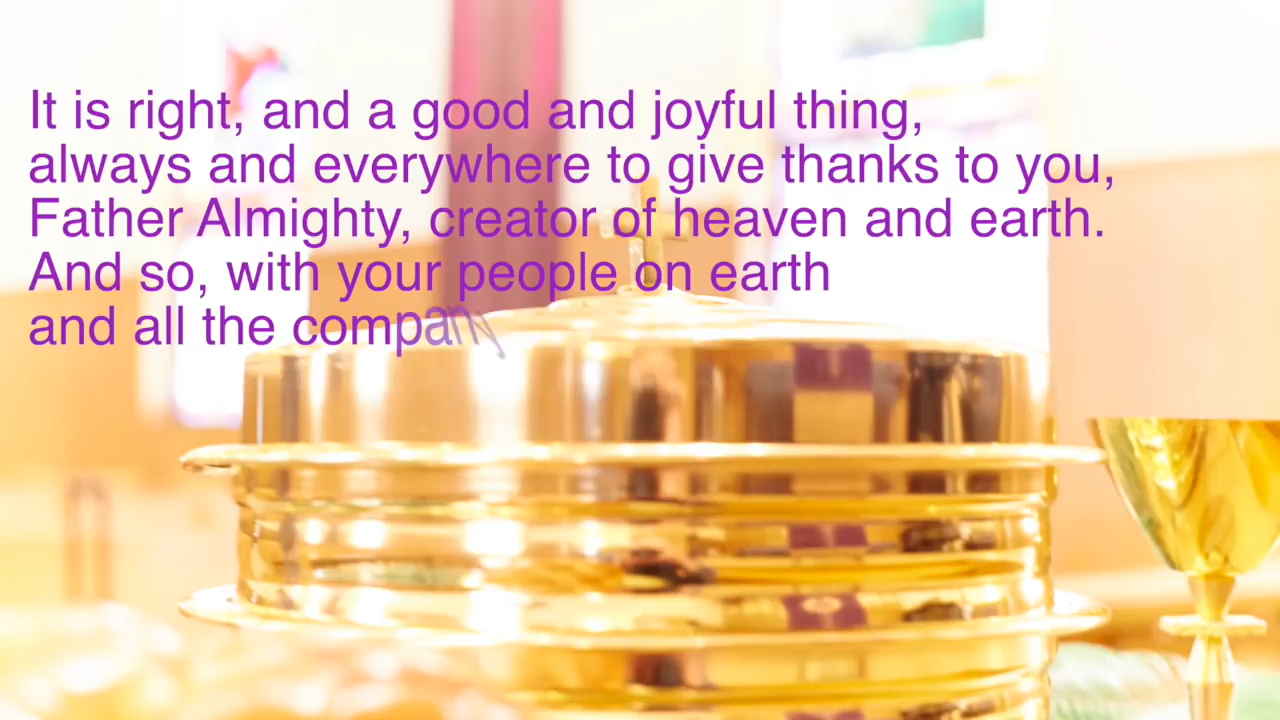 It is right, and a good and joyful thing,
always and everywhere to give thanks to you,
Father Almighty, creator of heaven and earth.
And so, with your people on earth
and all the company